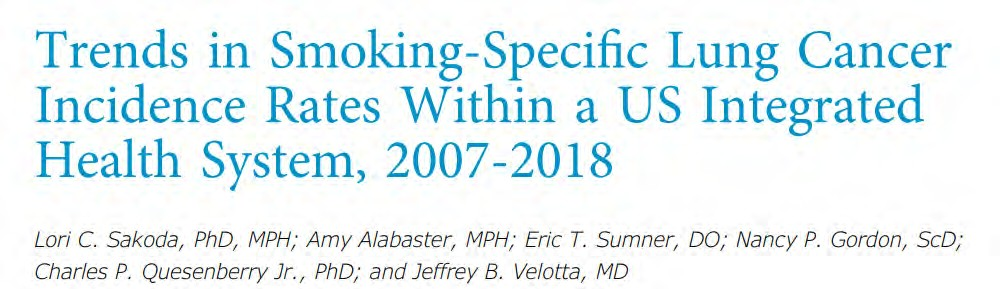 Trends in Smoking-Specific Lung Cancer
Incidence Rates Within a US Integrated
Health System, 2007-2018
Lori C. Sakoda, PhD, MPH; Amy Alabaster, MPH; Eric T. Sumner, DO; Nancy P. Gordon, ScD;
Charles P. Quesenberry Jr., PhD; and Jeffrey B. Velotta, MD